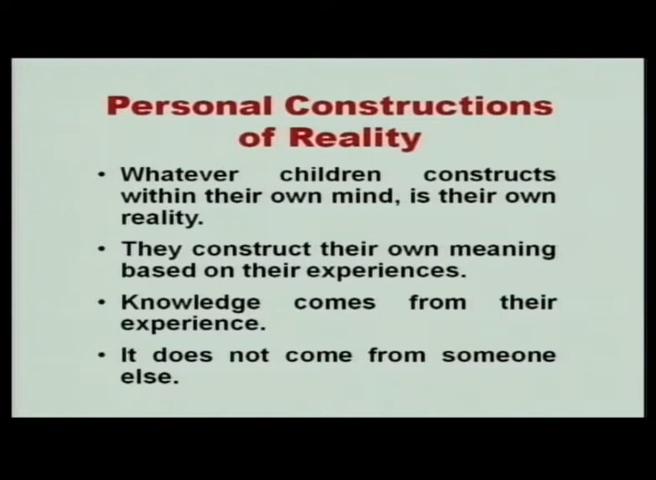 Personal Constructions
of Reality
• Whatever children constructs
within their own mind, is their own
reality.
• They construct their own meaning
based on their experiences.
• Knowledge comes from their
experience.
• It does not come from someone
else.